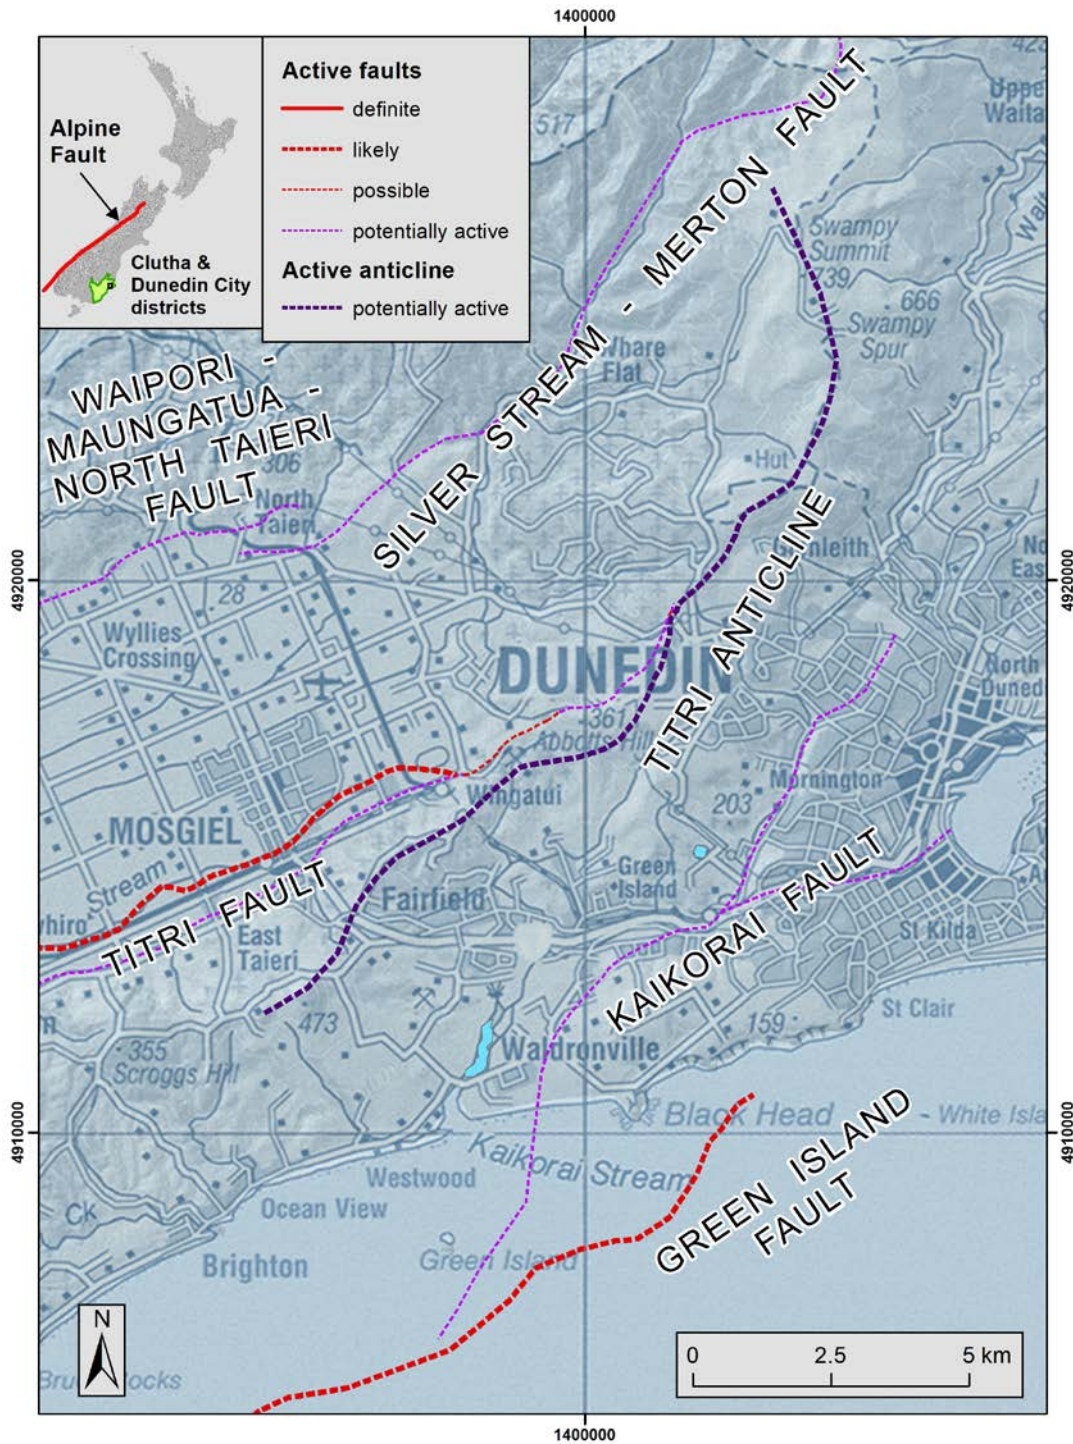 1400000
Active faults
definite
likely
possible
potentially active
Active anticline
potentially active
Alpine
Fault
Clutha &
Dunedin City
districts
517
Swampy
Summit
666
Swampy
Spur
Flat
Hut
WAIPORI -
MAUNGATUA -
NORTH TAIERI
FAULT
306
North
Taieri
SILVER STREAM - MERTON FAULT
4920000
4920000
28
Wyllies
Crossing
DUNEDIN
TITRI ANTICLINE
361
Abbotts Hill
North
Wingatui
MOSGIEL
Stream
Mornington
203
Green
Island
Fairfield
TITRI FAULT
East
Taieri
KAIKORAI FAULT
St Kilda
473
355
Scroggs Hill
Waldronville
159
St Clair
4910000
4910000
Black Head
White
Kaikorai Stream
Westwood
Ocean View
Ck
Brighton
Green Island
GREEN ISLAND
FAULT
N
0 2.5 5 km
1400000